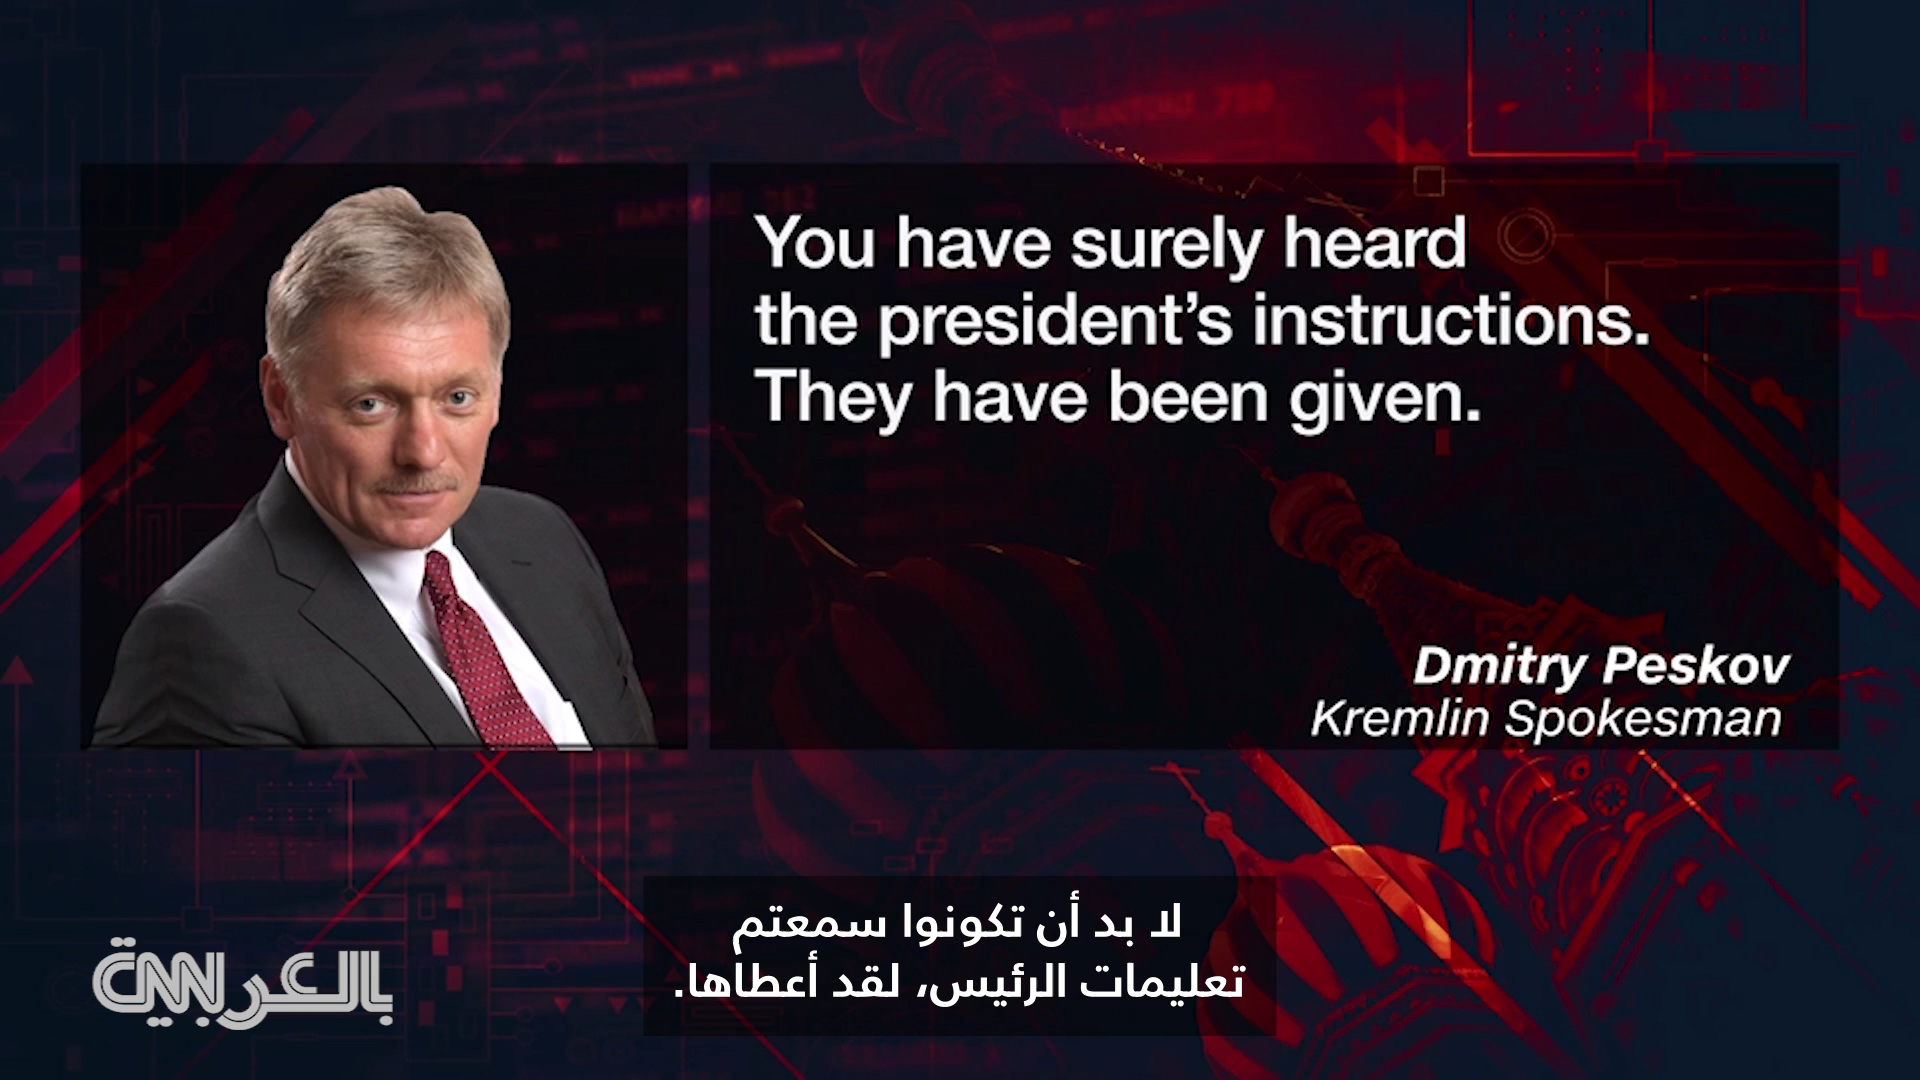 You have surely heard
the president’s instructions.
They have been given.
Dmitry Peskov
Kremlin Spokesman
لا بد أن تكونوا سمعتم
تعليمات الرئيس، لقد أعطاها.
CNN بالعربية